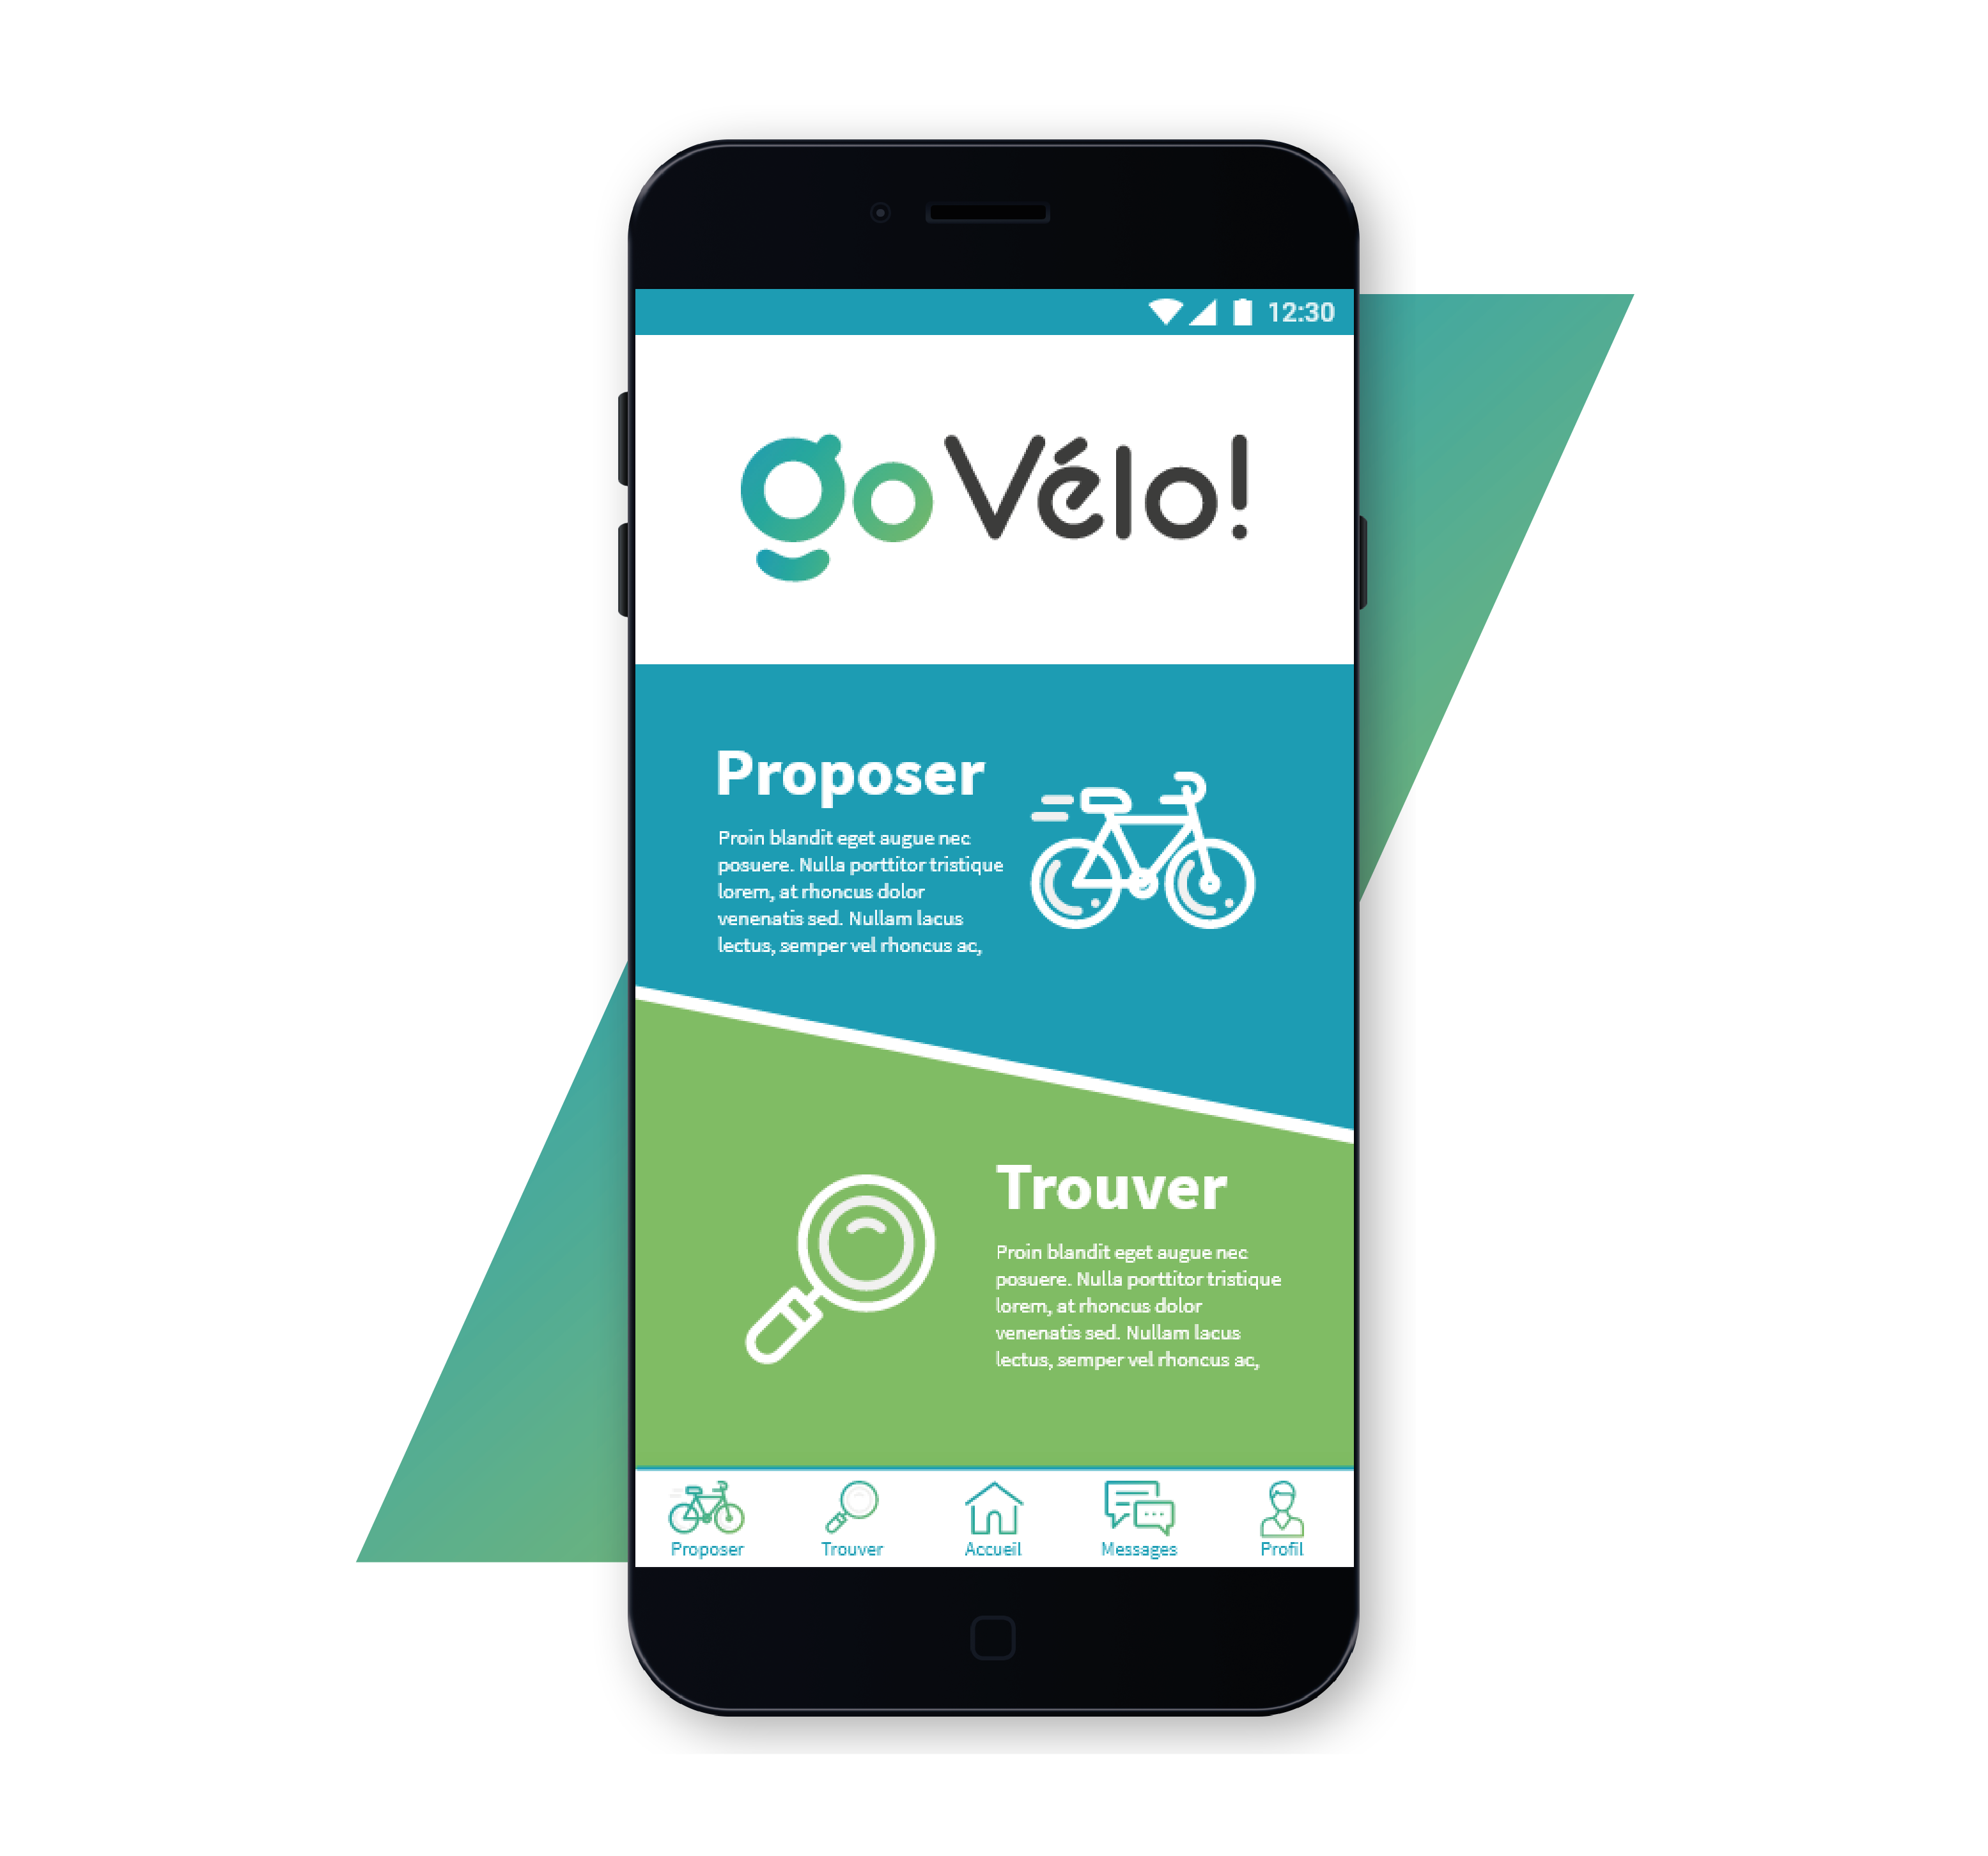 12:30
go Vélo!
Proposer
Proin blandit eget augue nec
posuere. Nulla porttitor tristique
lorem, at rhoncus dolor
venenatis sed. Nullam lacus
lectus, semper vel rhoncus ac,
Trouver
Proin blandit eget augue nec
posuere. Nulla porttitor tristique
lorem, at rhoncus dolor
venenatis sed. Nullam lacus
lectus, semper vel rhoncus ac,
Proposer Trouver Accueil Messages Profil